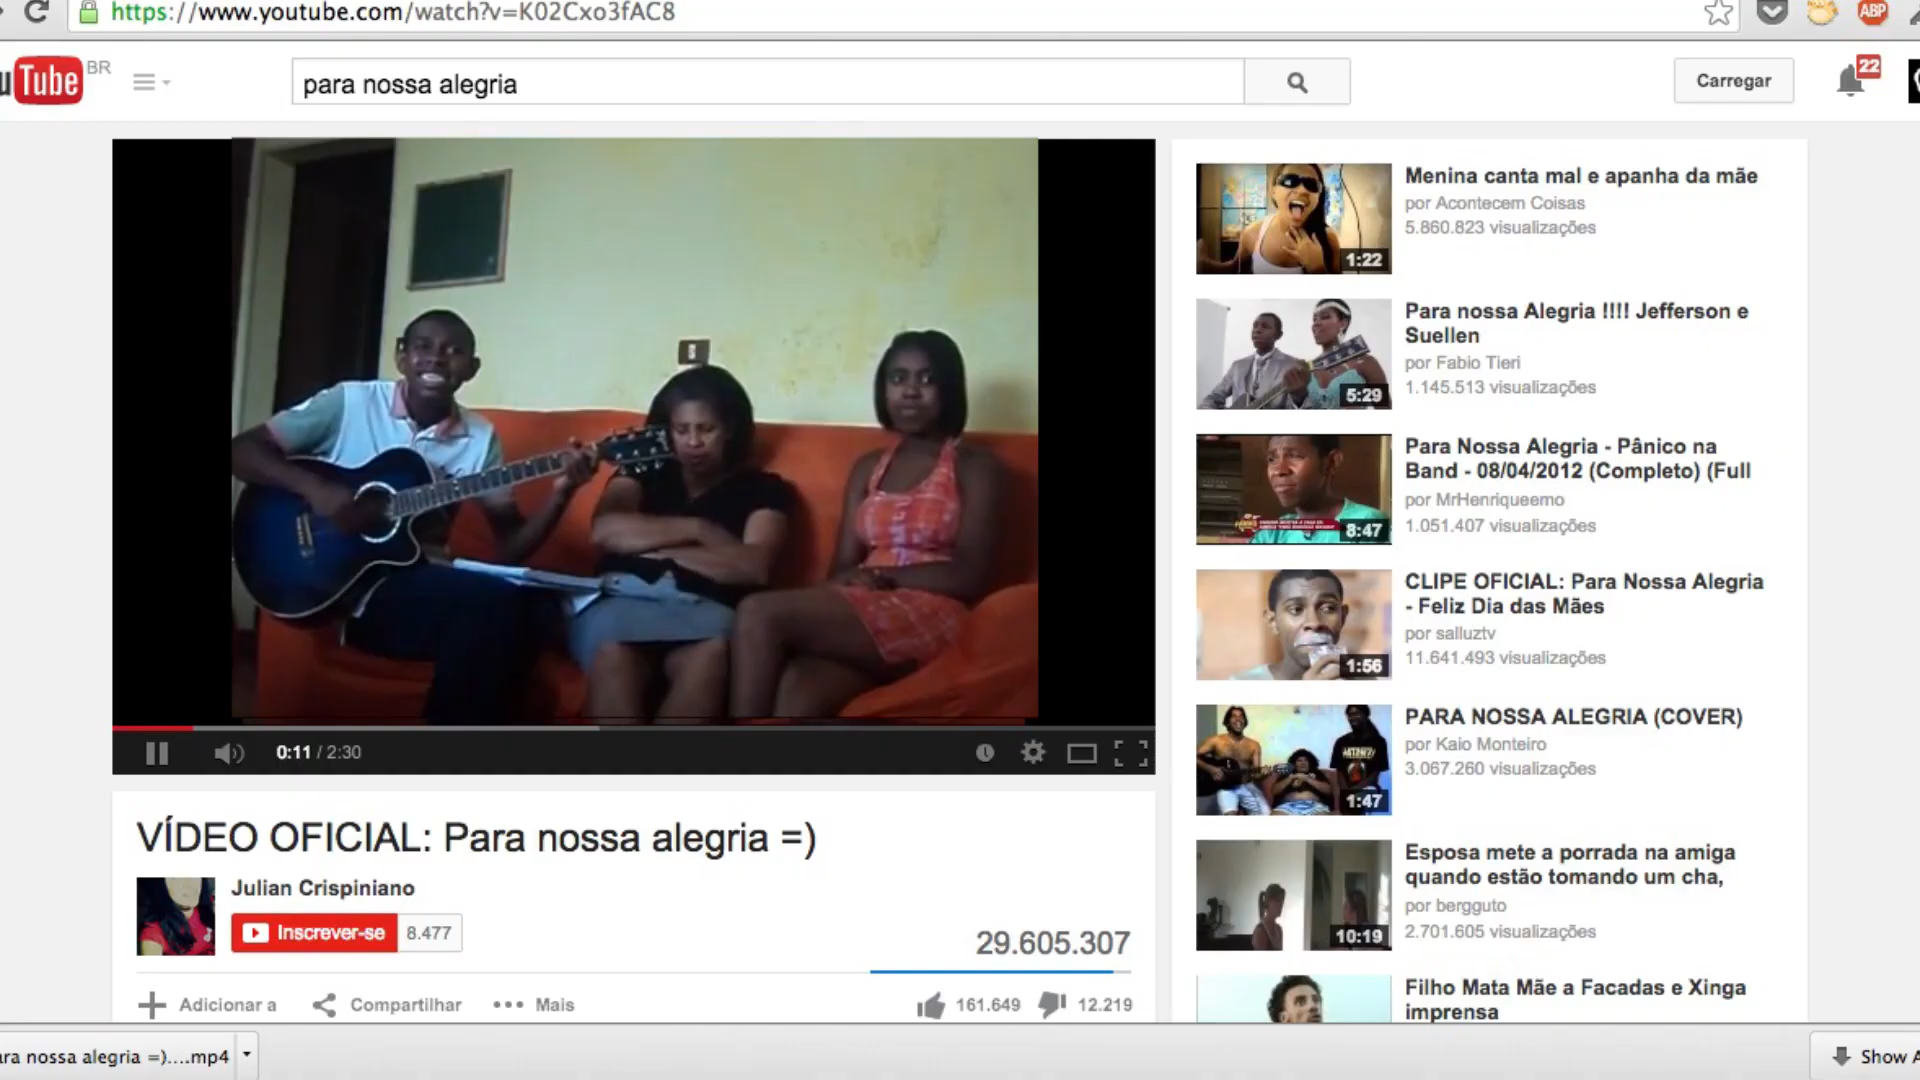 https://www.youtube.com/watch?v=K02Cxo3fAC8
ABP
uTube BR
para nossa alegria
Carregar
22
Menina canta mal e apanha da mãe
por Acontecem Coisas
5.860.823 visualizações
1:22
Para nossa Alegria !!!! Jefferson e
Suellen
por Fabio Tieri
1.145.513 visualizações
5:29
Para Nossa Alegria - Pânico na
Band - 08/04/2012 (Completo) (Full
por MrHenriqueemo
1.051.407 visualizações
8:47
CLIPE OFICIAL: Para Nossa Alegria
- Feliz Dia das Mães
por salluztv
11.641.493 visualizações
1:56
PARA NOSSA ALEGRIA (COVER)
por Kaio Monteiro
3.067.260 visualizações
1:47
Esposa mete a porrada na amiga
quando estão tomando um cha,
por bergguto
2.701.605 visualizações
10:19
Filho Mata Mãe a Facadas e Xinga
imprensa
0:11 / 2:30
VÍDEO OFICIAL: Para nossa alegria =)
Julian Crispiniano
Inscrever-se 8.477
29.605.307
Adicionar a Compartilhar Mais 161.649 12.219
ara nossa alegria =)....mp4
Show A